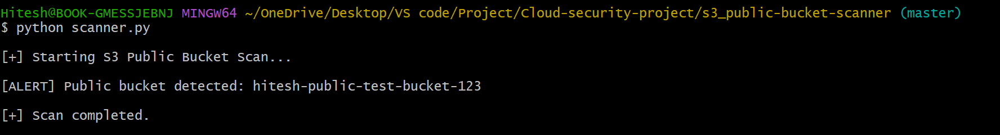 Hitesh@BOOK-GMESSJEBNJ MINGW64 ~/OneDrive/Desktop/VS code/Project/Cloud-security-project/s3_public-bucket-scanner (master)
$ python scanner.py
[+] Starting S3 Public Bucket Scan...
[ALERT] Public bucket detected: hitesh-public-test-bucket-123
[+] Scan completed.